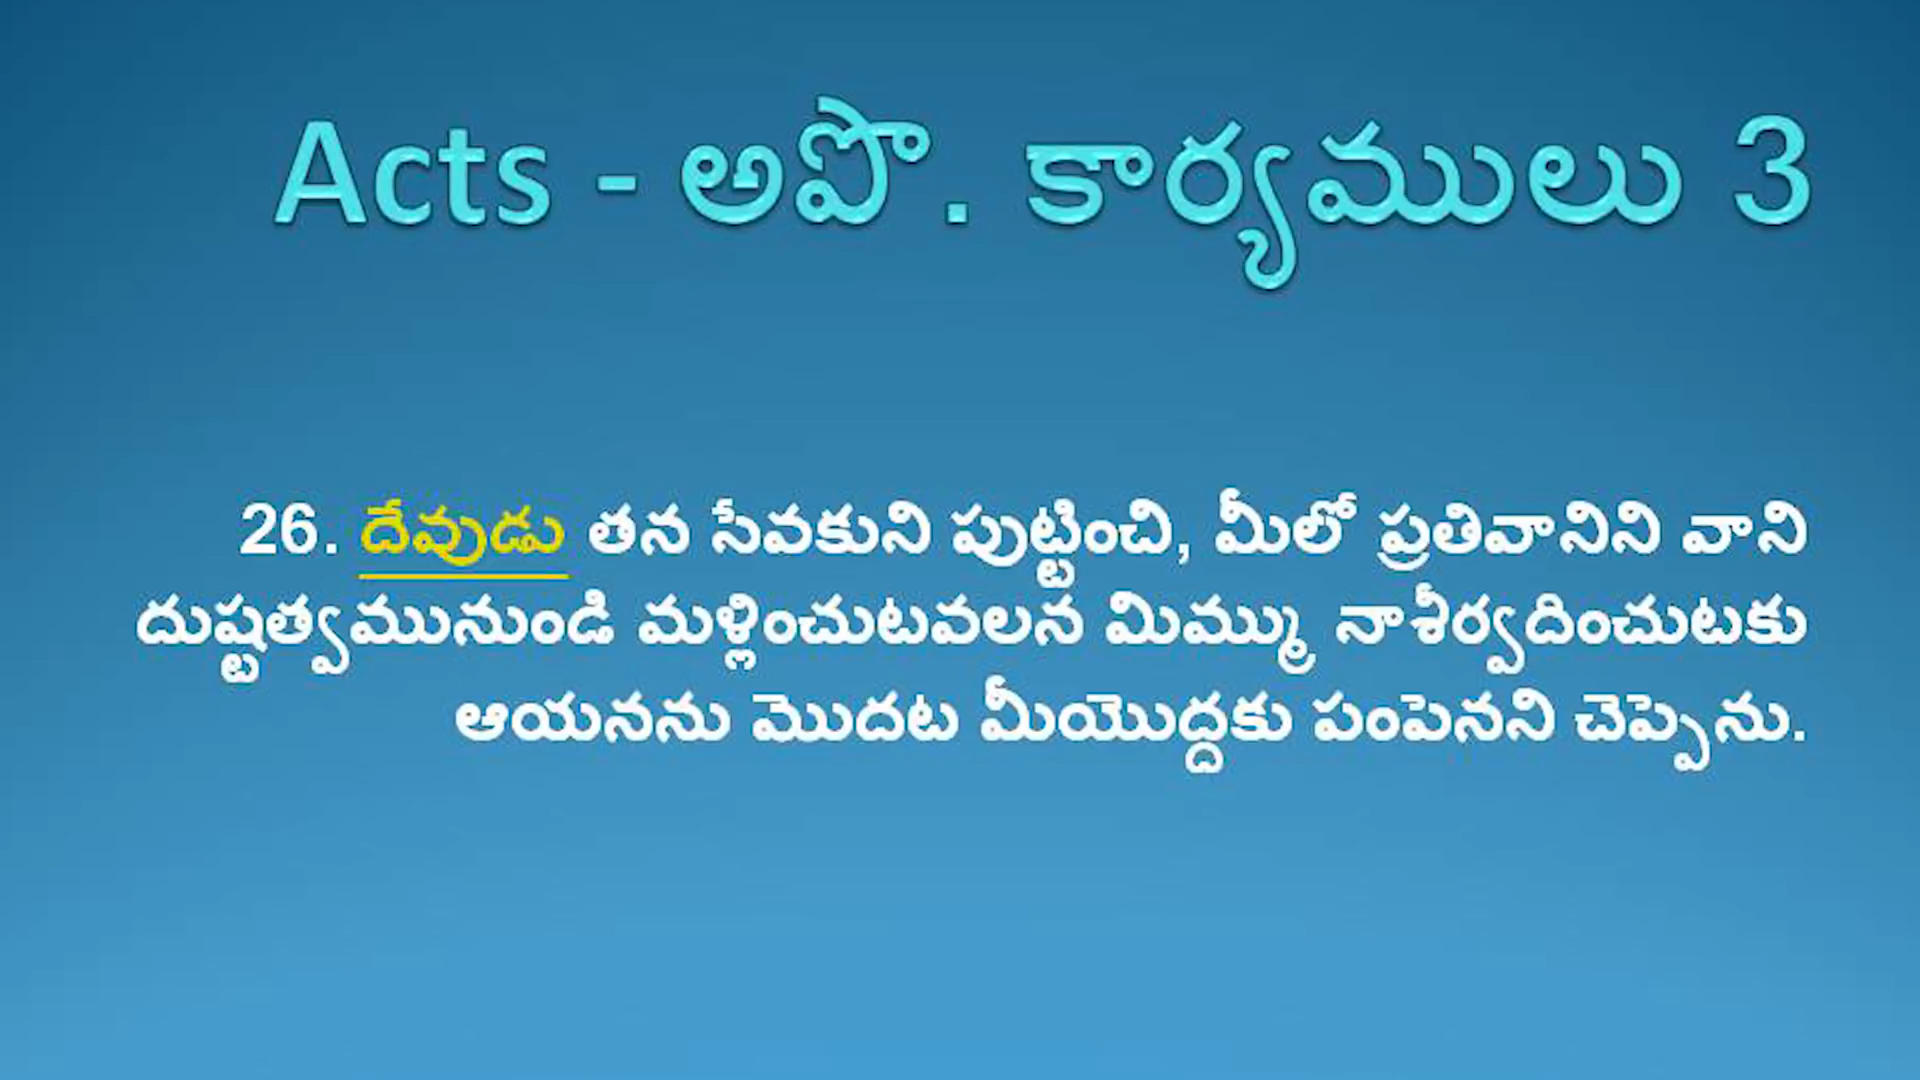 Acts - అపొ. కార్యములు 3
26. దేవుడు తన సేవకుని పుట్టించి, మీలో ప్రతివానిని వాని
దుష్టత్వమునుండి మళ్లించుటవలన మిమ్ము నాశీర్వదించుటకు
ఆయనను మొదట మీయొద్దకు పంపెనని చెప్పెను.